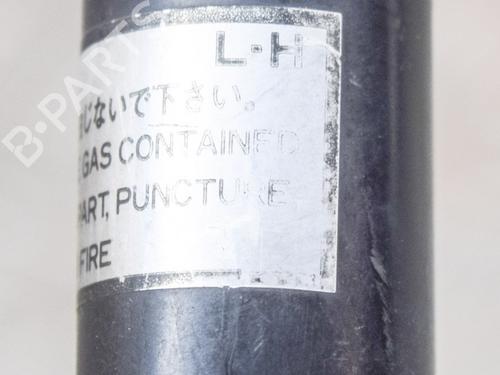 L-H
じないで下さい。
GAS CONTAINED
ART, PUNCTURE,
FIRE
B-PARTS